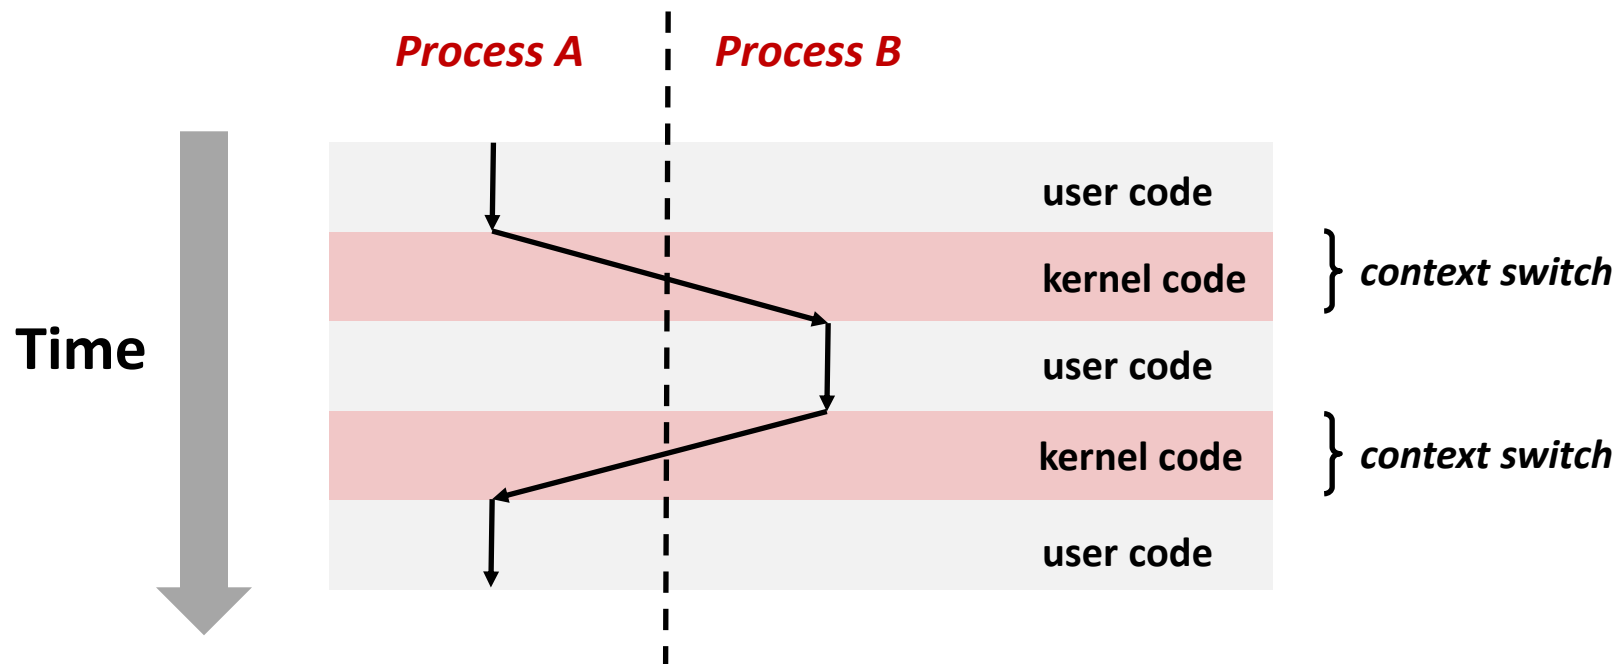 Process A
Process B
user code
kernel code
context switch
Time
user code
kernel code
context switch
user code